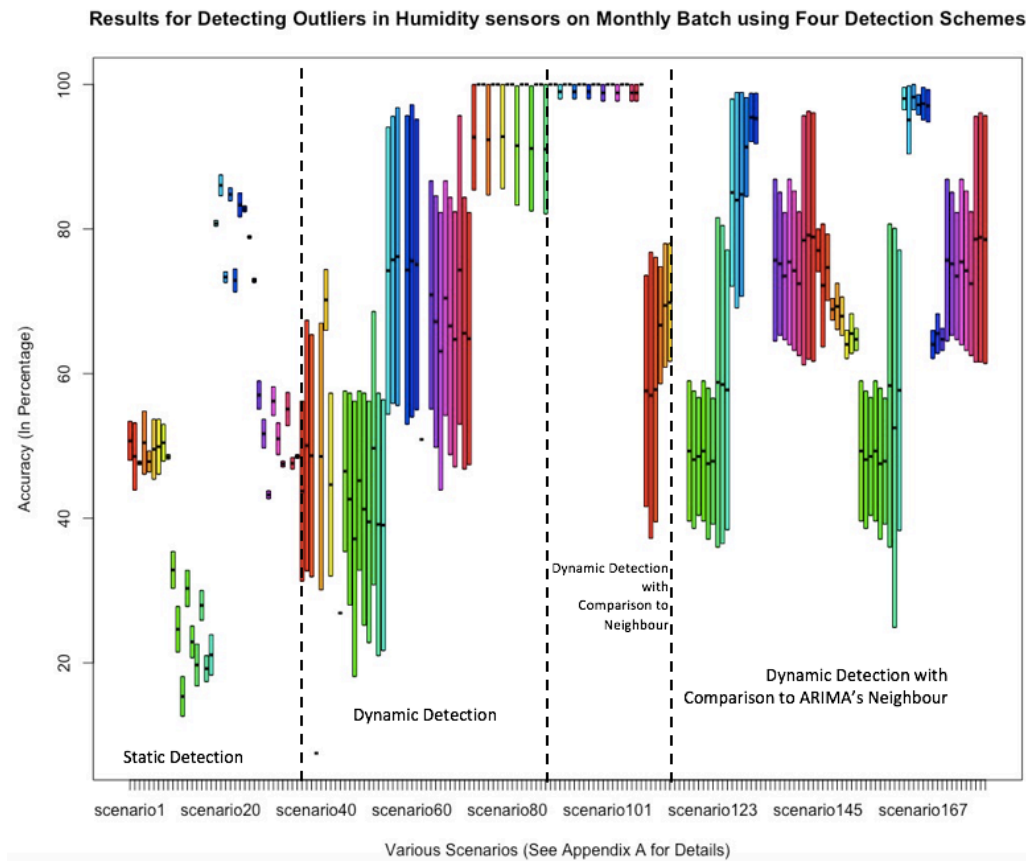 Results for Detecting Outliers in Humidity sensors on Monthly Batch using Four Detection Schemes
Accuracy (In Percentage)
100
80
60
40
20
Static Detection
Dynamic Detection
Dynamic Detection
with
Comparison to
Neighbour
Dynamic Detection with
Comparison to ARIMA's Neighbour
scenario1 scenario20 scenario40 scenario60 scenario80 scenario101 scenario123 scenario145 scenario167
Various Scenarios (See Appendix A for Details)